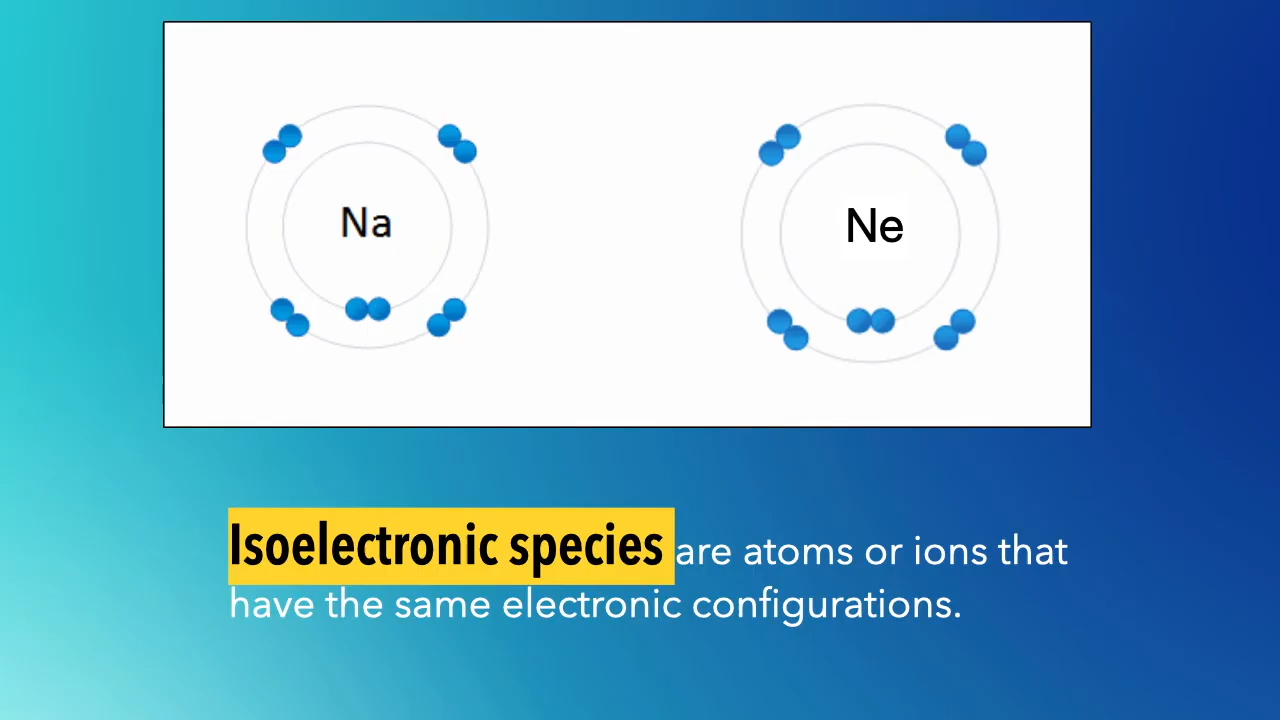 Na
Ne
Isoelectronic species are atoms or ions that
have the same electronic configurations.